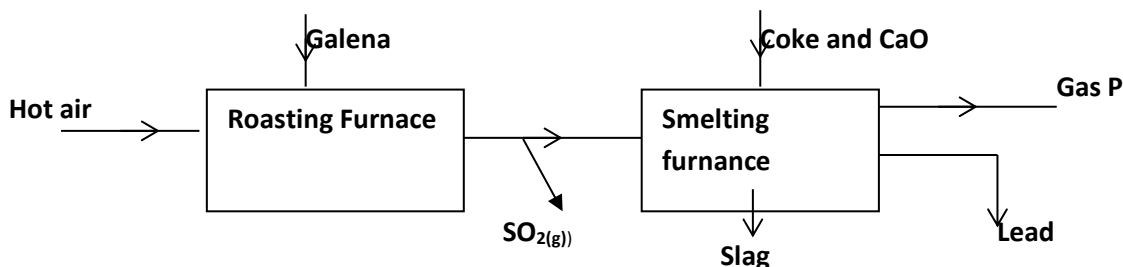 Galena
Coke and CaO
Hot air
Gas P
Roasting Furnace
Smelting
furnance
SO2(g))
Slag
Lead